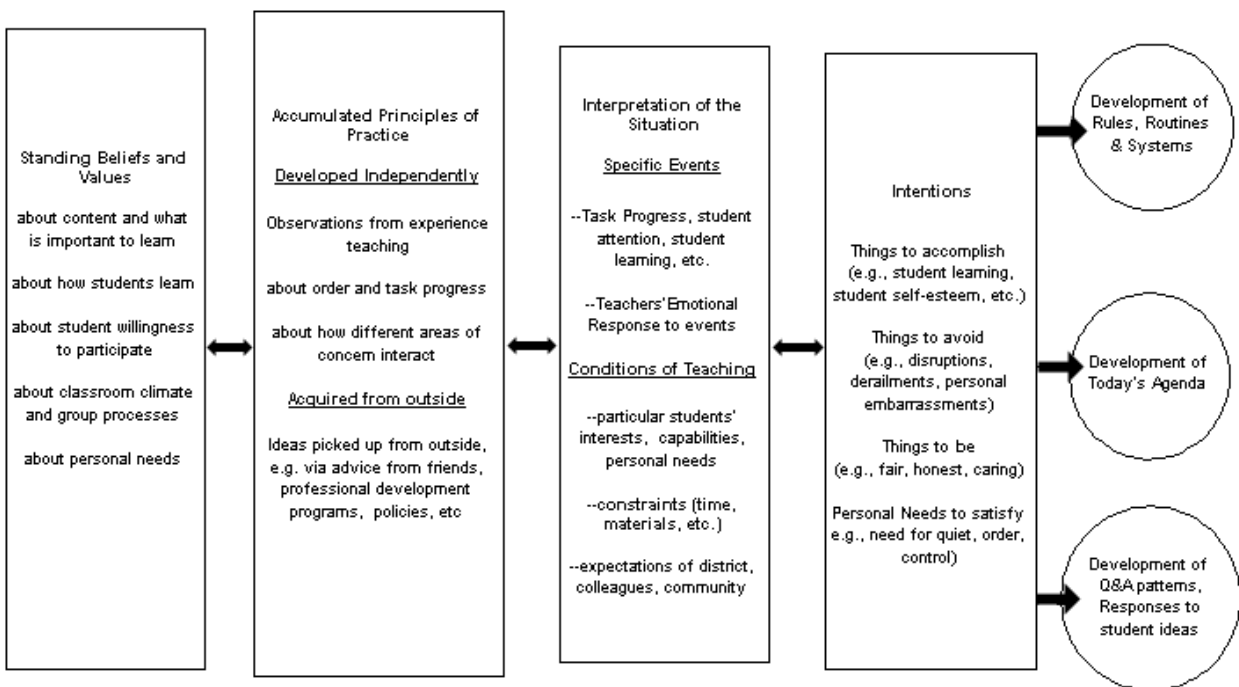 Standing Beliefs and
Values
about content and what
is important to learn
about how students learn
about student willingness
to participate
about classroom climate
and group processes
about personal needs
Accumulated Principles of
Practice
Developed Independently
Observations from experience
teaching
about order and task progress
about how different areas of
concern interact
Acquired from outside
Ideas picked up from outside,
e.g. via advice from friends,
professional development
programs, policies, etc
Interpretation of the
Situation
Specific Events
--Task Progress, student
attention, student
learning, etc.
--Teachers' Emotional
Response to events
Conditions of Teaching
--particular students'
interests, capabilities,
personal needs
--constraints (time,
materials, etc.)
--expectations of district,
colleagues, community
Intentions
Things to accomplish
(e.g., student learning,
student self-esteem, etc.)
Things to avoid
(e.g., disruptions,
derailments, personal
embarrassments)
Things to be
(e.g., fair, honest, caring)
Personal Needs to satisfy
e.g., need for quiet, order,
control)
Development of
Rules, Routines
& Systems
Development of
Today's Agenda
Development of
Q&A patterns,
Responses to
student ideas